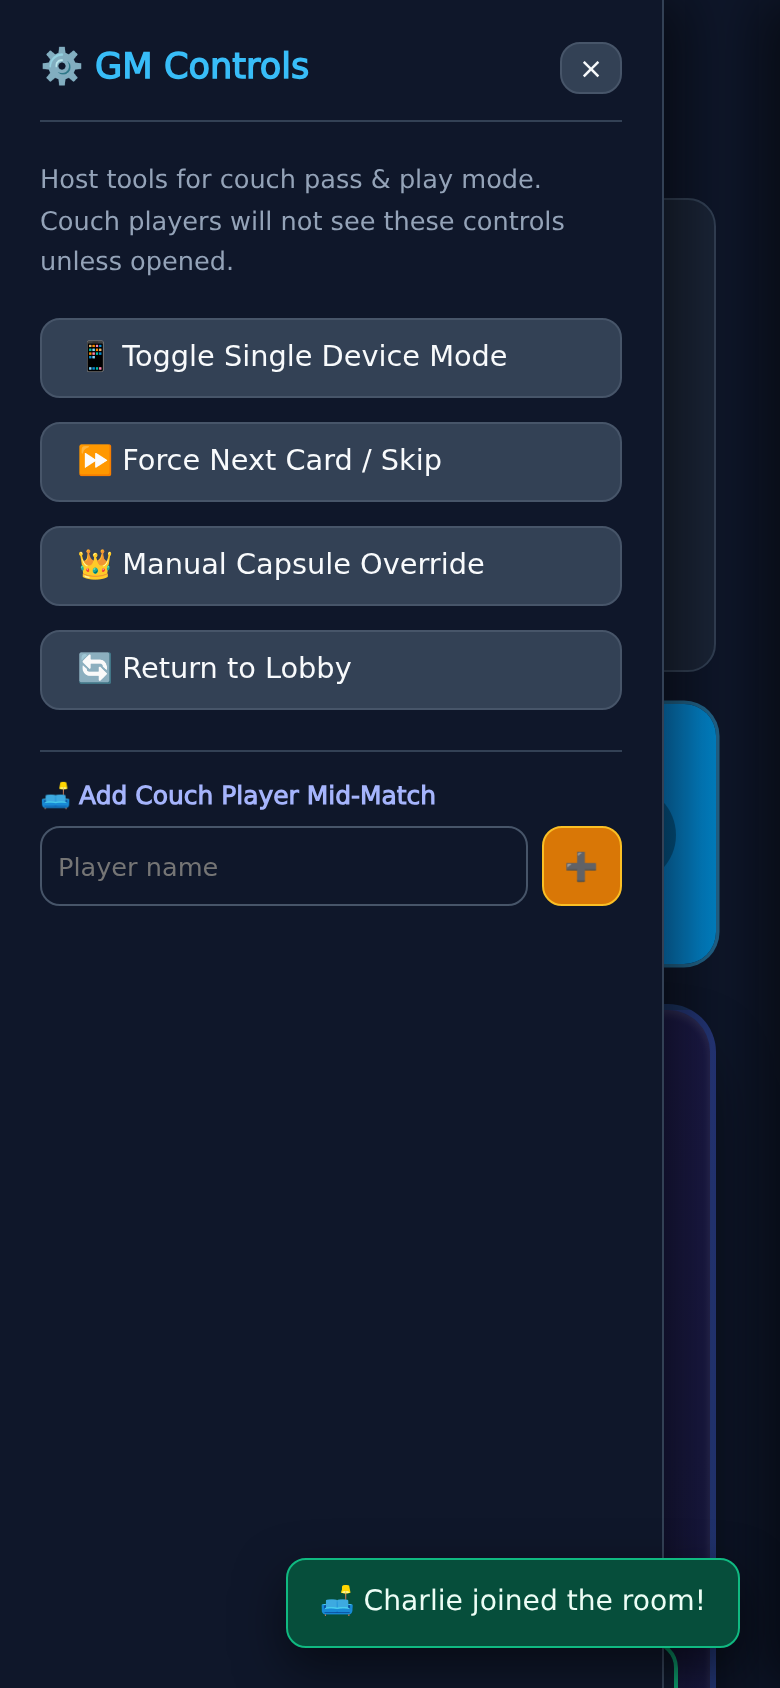 ⚙️ GM Controls
×
Host tools for couch pass & play mode.
Couch players will not see these controls
unless opened.
📱 Toggle Single Device Mode
⏩ Force Next Card / Skip
👑 Manual Capsule Override
🔄 Return to Lobby
🛋️ Add Couch Player Mid-Match
Player name
➕
🛋️ Charlie joined the room!